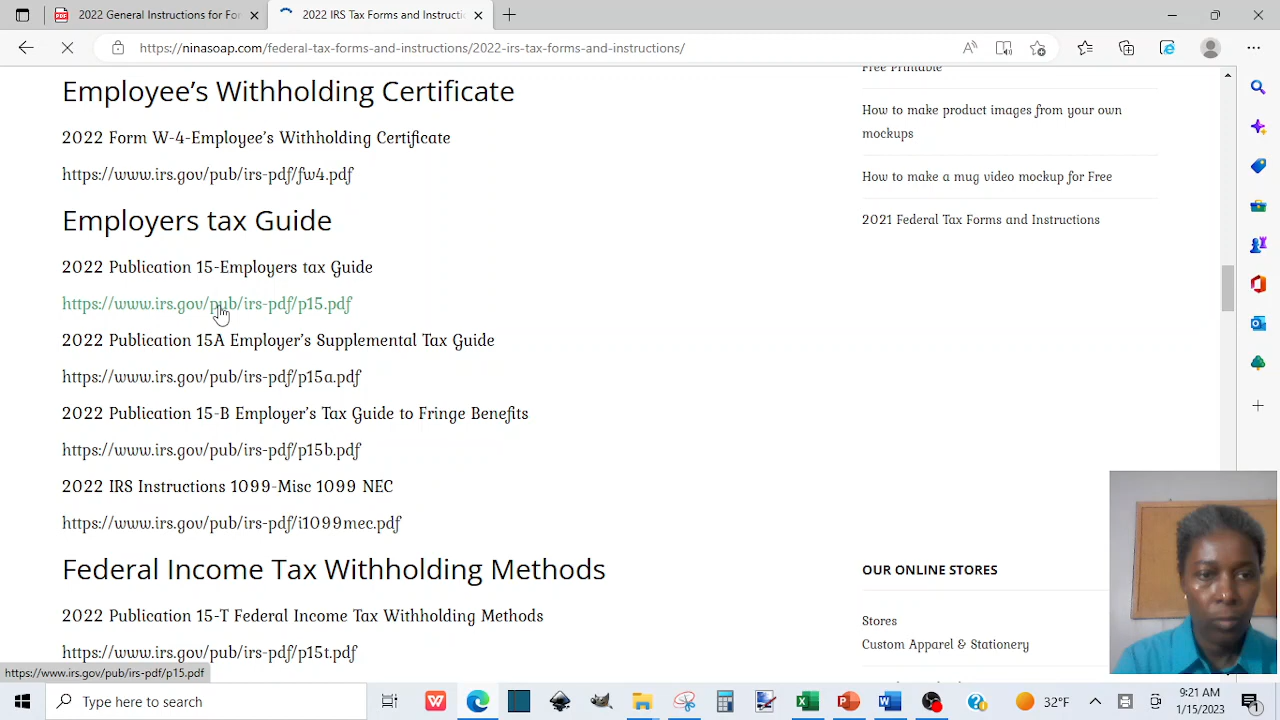 2022 General Instructions for For
2022 IRS Tax Forms and Instructi
https://ninasoap.com/federal-tax-forms-and-instructions/2022-irs-tax-forms-and-instructions/
Employee's Withholding Certificate
2022 Form W-4-Employee's Withholding Certificate
https://www.irs.gov/pub/irs-pdf/fw4.pdf
Employers tax Guide
2022 Publication 15-Employers tax Guide
https://www.irs.gov/pub/irs-pdf/p15.pdf
2022 Publication 15A Employer's Supplemental Tax Guide
https://www.irs.gov/pub/irs-pdf/p15a.pdf
2022 Publication 15-B Employer's Tax Guide to Fringe Benefits
https://www.irs.gov/pub/irs-pdf/p15b.pdf
2022 IRS Instructions 1099-Misc 1099 NEC
https://www.irs.gov/pub/irs-pdf/i1099mec.pdf
Federal Income Tax Withholding Methods
2022 Publication 15-T Federal Income Tax Withholding Methods
https://www.irs.gov/pub/irs-pdf/p15t.pdf
Free Printable
How to make product images from your own
mockups
How to make a mug video mockup for Free
2021 Federal Tax Forms and Instructions
OUR ONLINE STORES
Stores
Custom Apparel & Stationery
https://www.irs.gov/pub/irs-pdf/p15.pdf
Type here to search
32°F
9:21 AM
1/15/2023